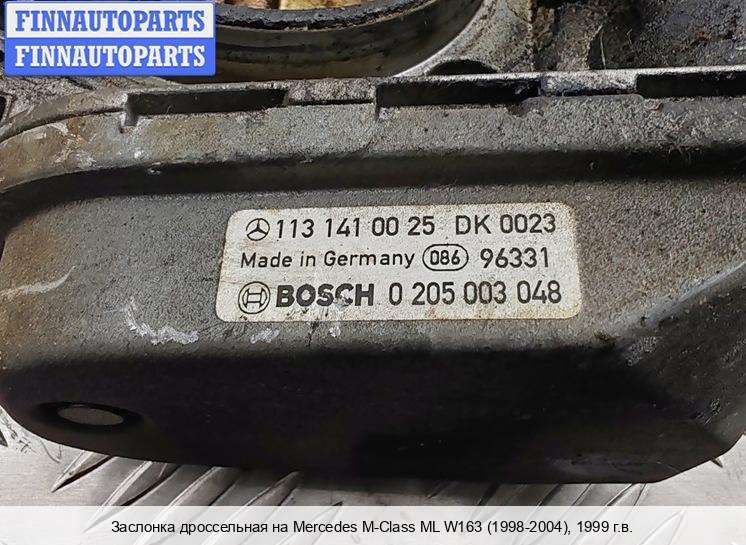 FINNAUTOPARTS
FINNAUTOPARTS
113 141 00 25 DK 0023
Made in Germany 086 96331
BOSCH 0 205 003 048
Заслонка дроссельная на Mercedes M-Class ML W163 (1998-2004), 1999 г.в.